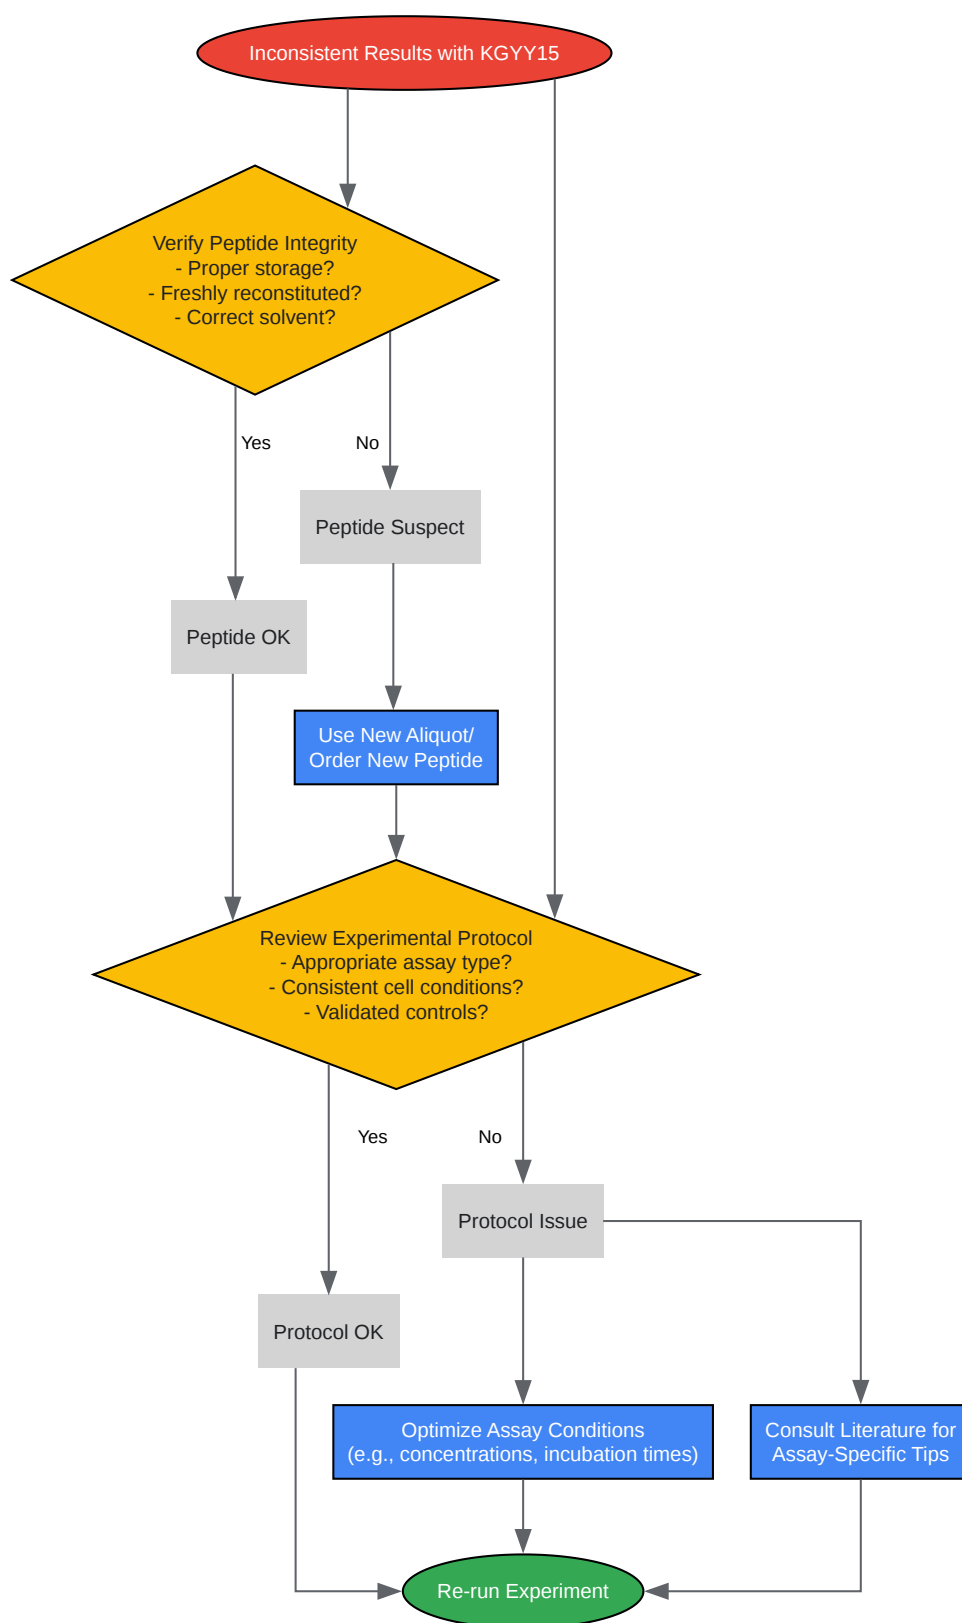 Inconsistent Results with KGYY15
Verify Peptide Integrity
- Proper storage?
- Freshly reconstituted?
- Correct solvent?
Yes
No
Peptide Suspect
Peptide OK
Use New Aliquot/
Order New Peptide
Review Experimental Protocol
- Appropriate assay type?
- Consistent cell conditions?
- Validated controls?
Yes
No
Protocol Issue
Protocol OK
Optimize Assay Conditions
(e.g., concentrations, incubation times)
Consult Literature for
Assay-Specific Tips
Re-run Experiment